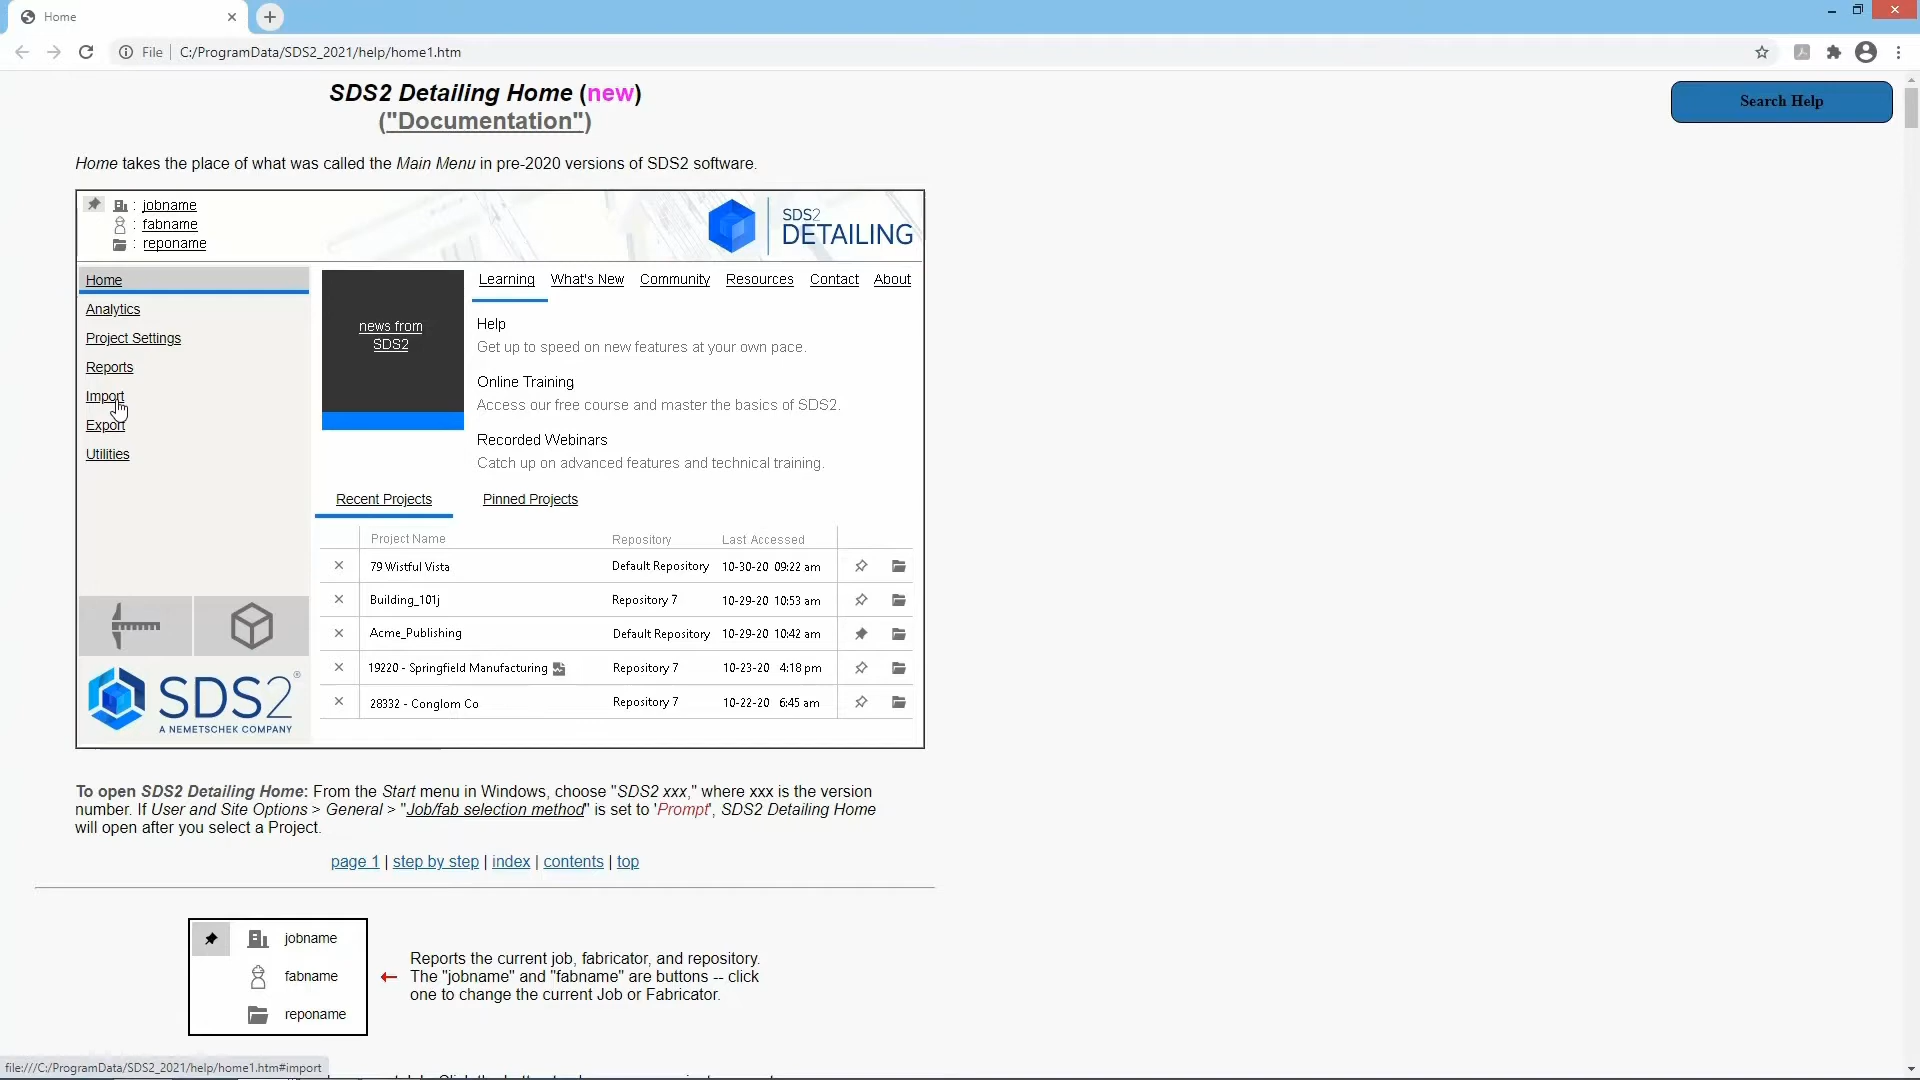 Home
File
C:/ProgramData/SDS2_2021/help/home1.htm
SDS2 Detailing Home (new)
("Documentation")
Search Help
Home takes the place of what was called the Main Menu in pre-2020 versions of SDS2 software.
: jobname
: fabname
: reponame
SDS2
DETAILING
Home
Analytics
Project Settings
Reports
Import
Export
Utilities
news from
SDS2
Learning What's New Community Resources Contact About
Help
Get up to speed on new features at your own pace.
Online Training
Access our free course and master the basics of SDS2.
Recorded Webinars
Catch up on advanced features and technical training.
Recent Projects Pinned Projects
Project Name Repository Last Accessed
79 Wistful Vista Default Repository 10-30-20 09:22 am
Building_101j Repository 7 10-29-20 10:53 am
Acme_Publishing Default Repository 10-29-20 10:42 am
19220 - Springfield Manufacturing Repository 7 10-23-20 4:18 pm
28332 - Conglom Co Repository 7 10-22-20 6:45 am
SDS2®
A NEMETSCHEK COMPANY
To open SDS2 Detailing Home: From the Start menu in Windows, choose "SDS2 xxx," where xxx is the version
number. If User and Site Options > General > "Job/fab selection method" is set to 'Prompt', SDS2 Detailing Home
will open after you select a Project.
page 1 | step by step | index | contents | top
jobname
fabname
reponame
Reports the current job, fabricator, and repository.
The "jobname" and "fabname" are buttons -- click
one to change the current Job or Fabricator.
file:///C:/ProgramData/SDS2_2021/help/home1.htm#import